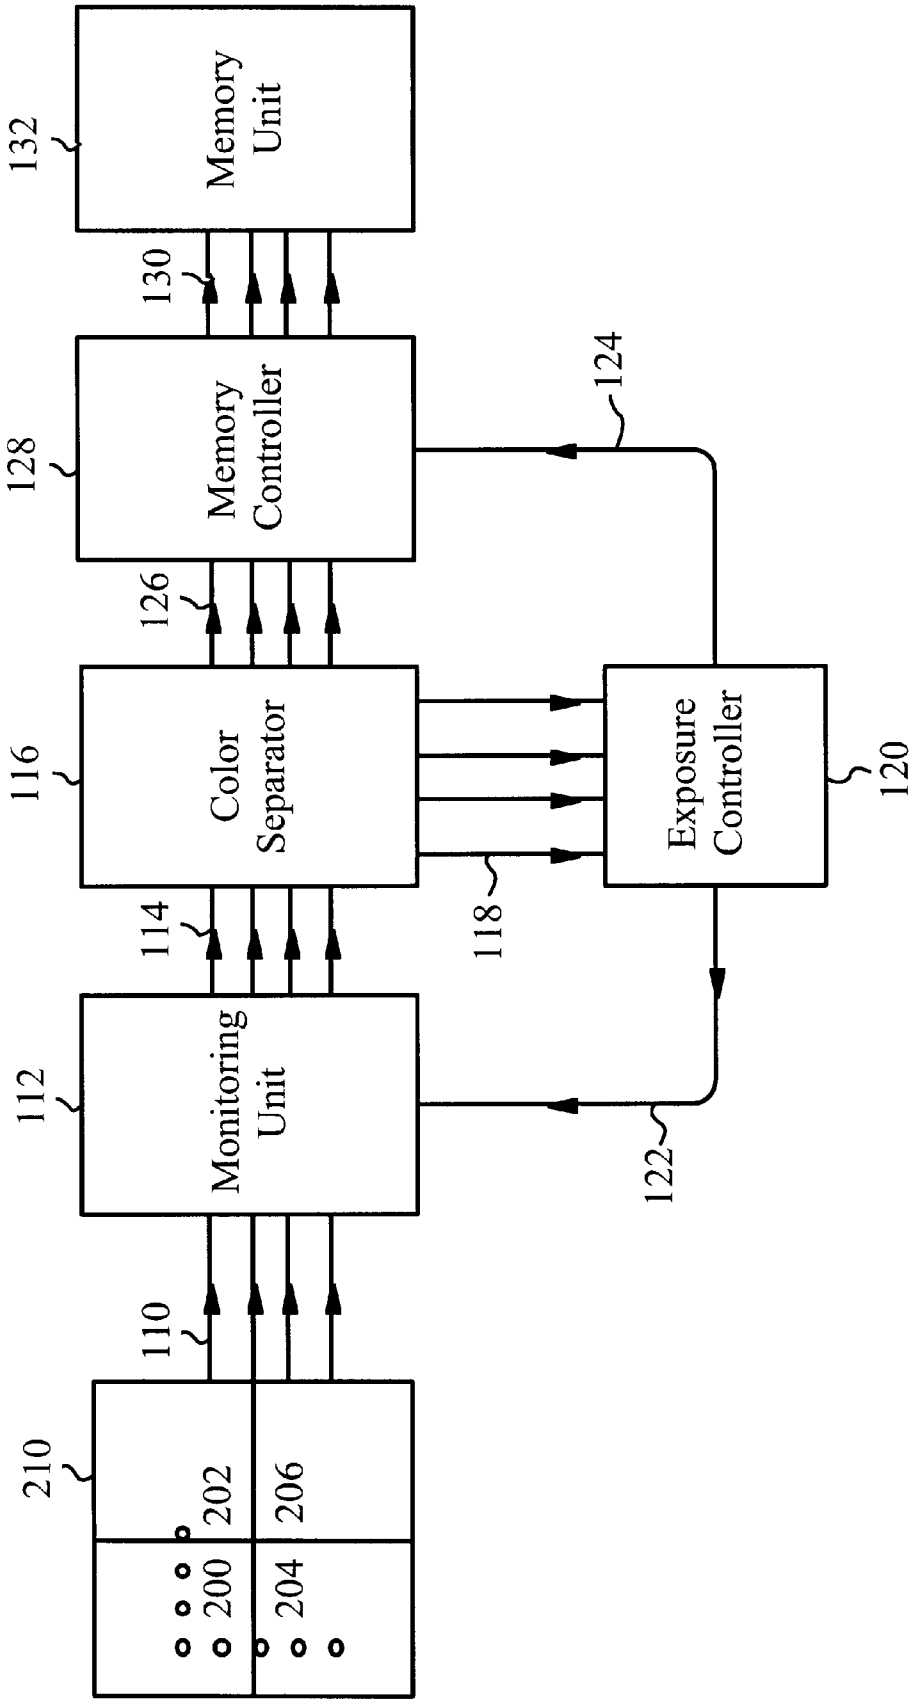 210
110
112
114
116
126
128
130
132
200
202
204
206
Monitoring
Unit
Color
Separator
Memory
Controller
Memory
Unit
118
Exposure
Controller
122
120
124